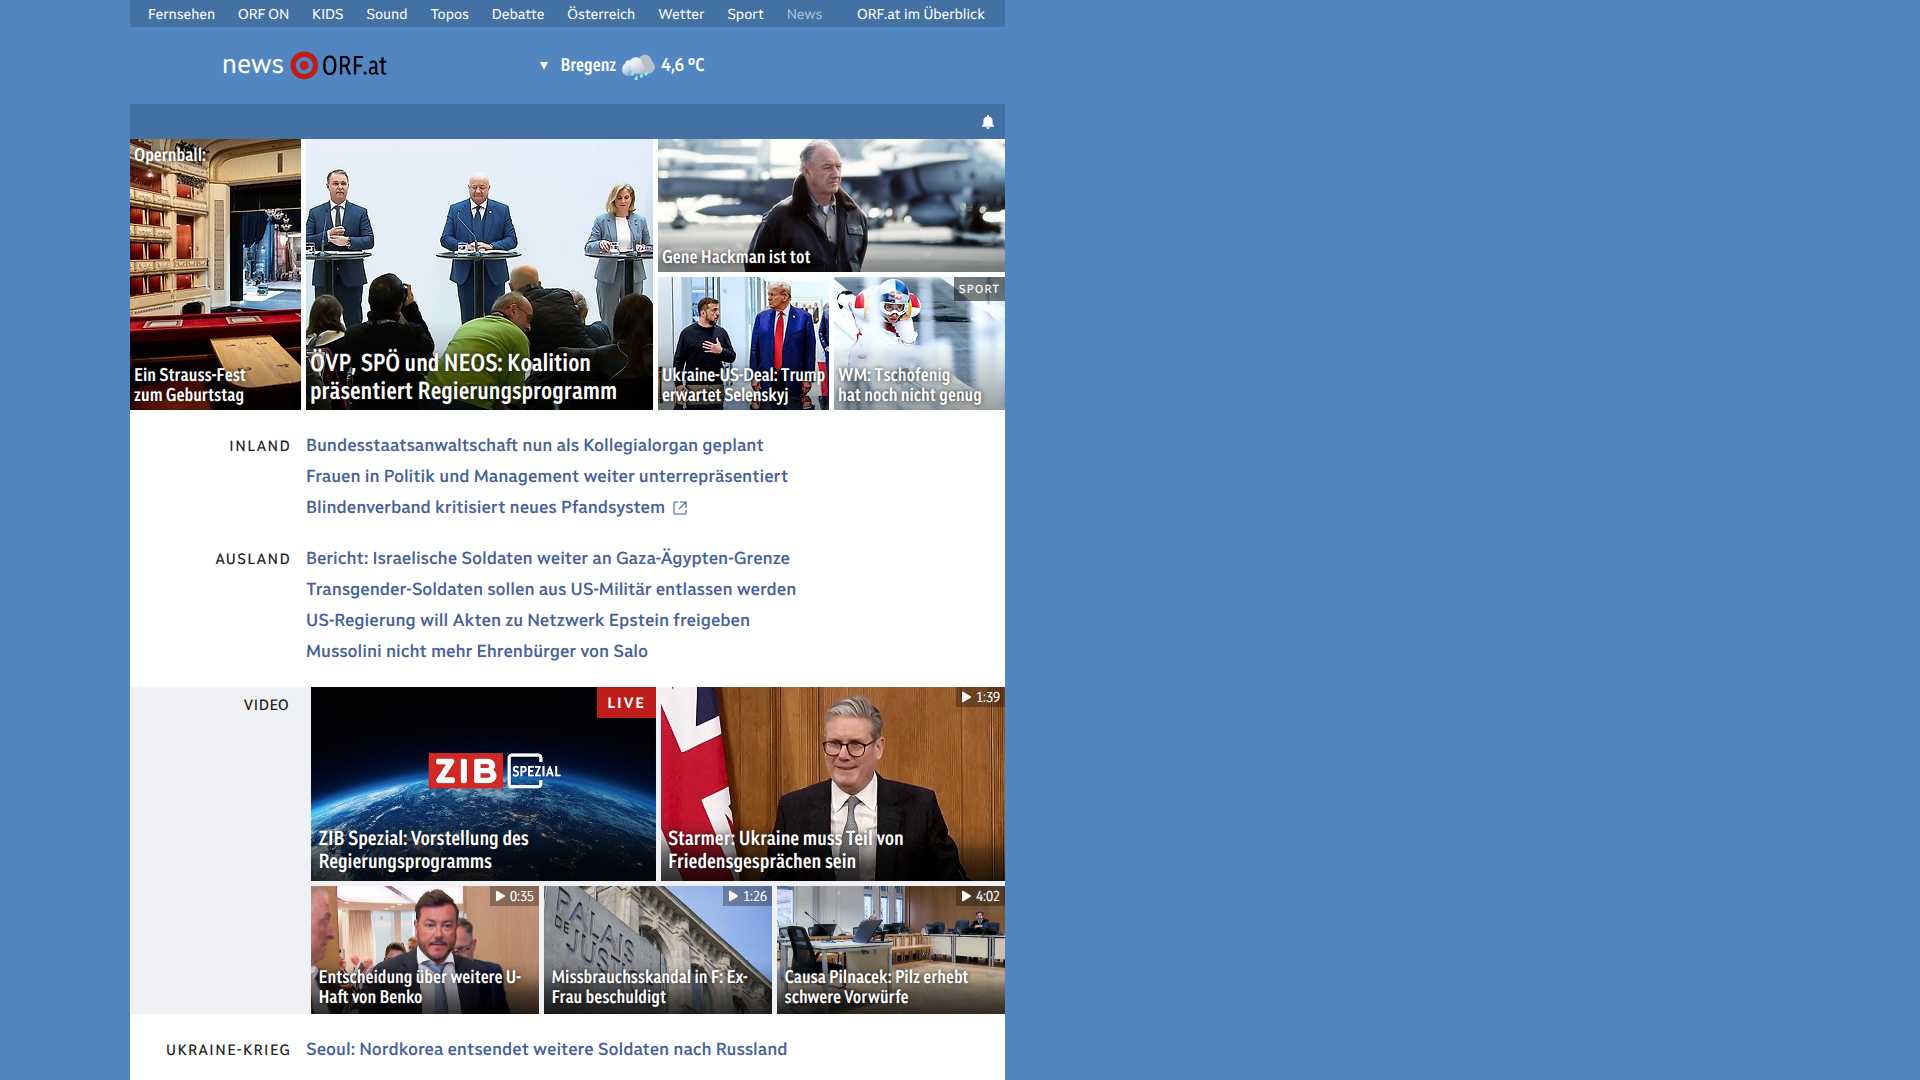 Fernsehen ORF ON KIDS Sound Topos Debatte Österreich Wetter Sport News ORF.at im Überblick
news ORF.at
▼ Bregenz 4,6 °C
Opernball:
Ein Strauss-Fest
zum Geburtstag
ÖVP, SPÖ und NEOS: Koalition
präsentiert Regierungsprogramm
Gene Hackman ist tot
Ukraine-US-Deal: Trump
erwartet Selenskyj
SPORT
WM: Tschofenig
hat noch nicht genug
INLAND
Bundesstaatsanwaltschaft nun als Kollegialorgan geplant
Frauen in Politik und Management weiter unterrepräsentiert
Blindenverband kritisiert neues Pfandsystem
AUSLAND
Bericht: Israelische Soldaten weiter an Gaza-Ägypten-Grenze
Transgender-Soldaten sollen aus US-Militär entlassen werden
US-Regierung will Akten zu Netzwerk Epstein freigeben
Mussolini nicht mehr Ehrenbürger von Salo
VIDEO
LIVE
ZIB SPEZIAL
ZIB Spezial: Vorstellung des
Regierungsprogramms
1:39
Starmer: Ukraine muss Teil von
Friedensgesprächen sein
0:35
Entscheidung über weitere U-
Haft von Benko
1:26
PALAIS
DE JUS
Missbrauchsskandal in F: Ex-
Frau beschuldigt
4:02
Causa Pilnacek: Pilz erhebt
schwere Vorwürfe
UKRAINE-KRIEG
Seoul: Nordkorea entsendet weitere Soldaten nach Russland